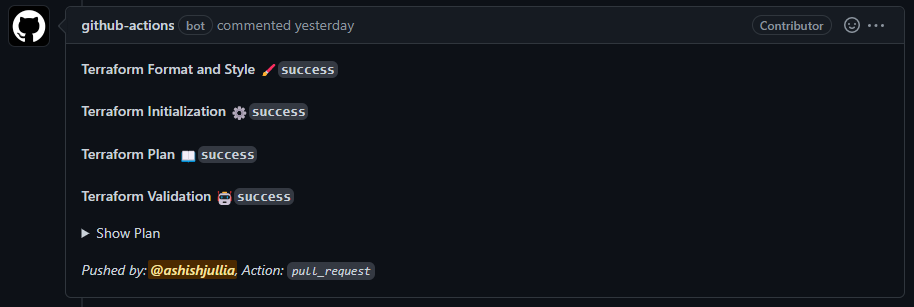 github-actions bot commented yesterday Contributor
Terraform Format and Style 🖌 success
Terraform Initialization ⚙ success
Terraform Plan 📖 success
Terraform Validation 🤖 success
Show Plan
Pushed by: @ashishjullia, Action: pull_request